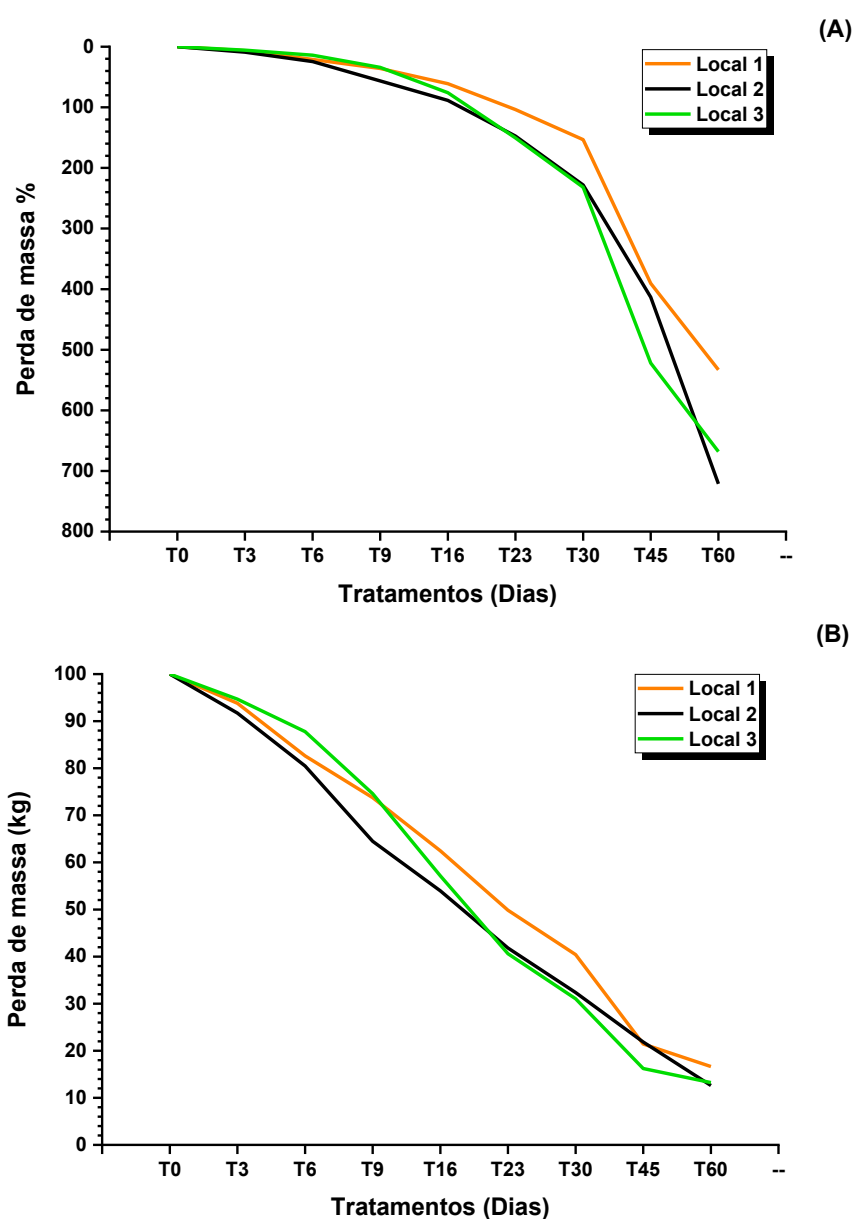 (A)
0
100
200
300
400
500
600
700
800
Perda de massa %
Local 1
Local 2
Local 3
T0 T3 T6 T9 T16 T23 T30 T45 T60 --
Tratamentos (Dias)
(B)
100
90
80
70
60
50
40
30
20
10
0
Perda de massa (kg)
Local 1
Local 2
Local 3
T0 T3 T6 T9 T16 T23 T30 T45 T60 --
Tratamentos (Dias)